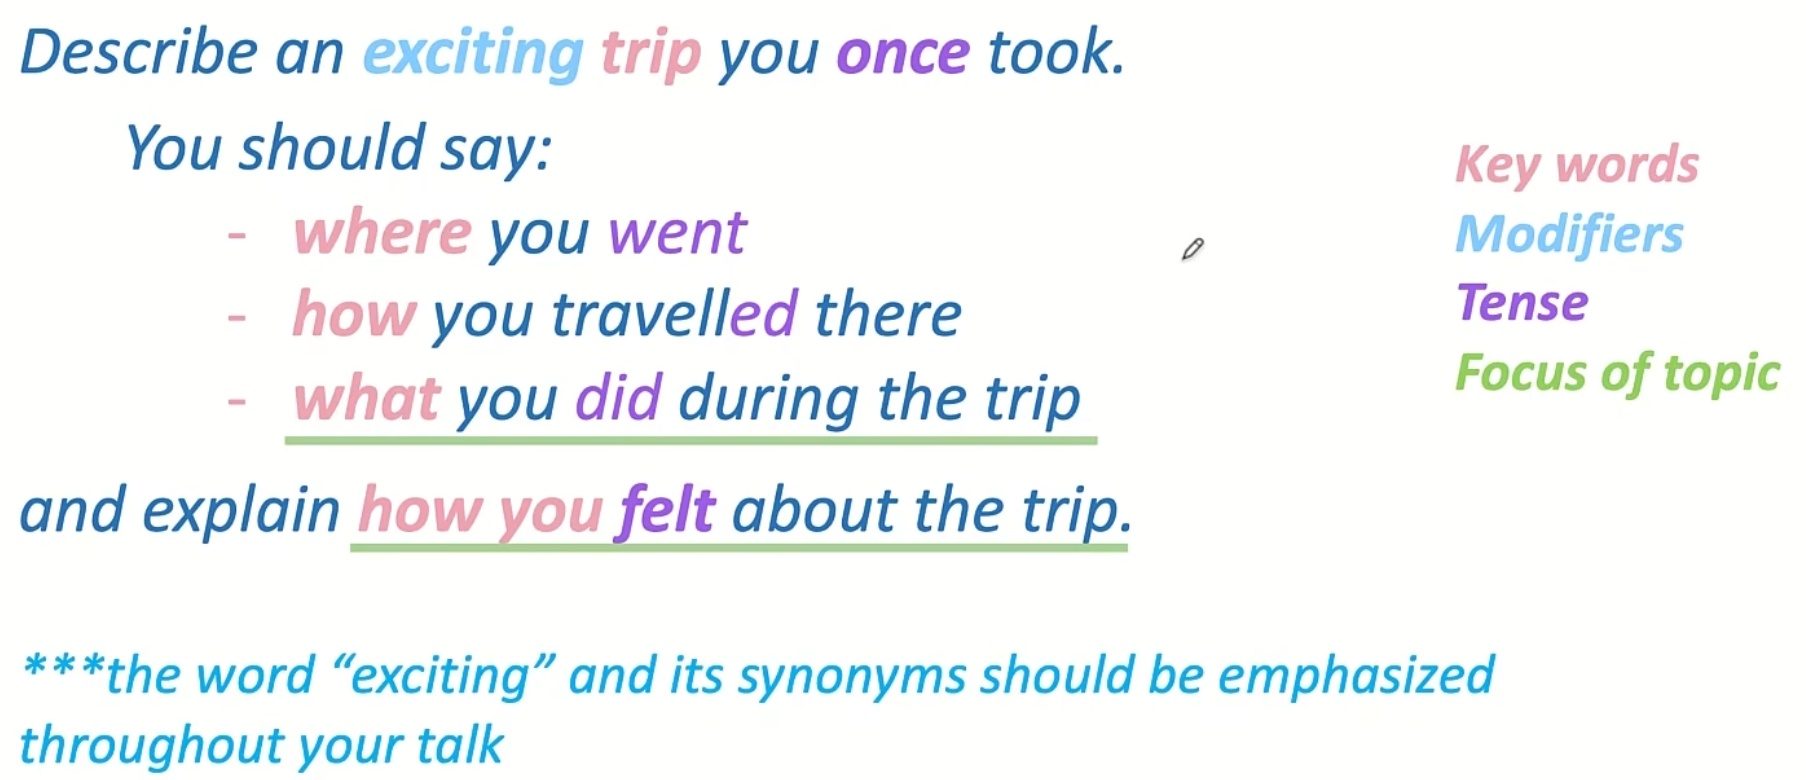 Describe an exciting trip you once took.
You should say:
- where you went
- how you travelled there
- what you did during the trip
and explain how you felt about the trip.
Key words
Modifiers
Tense
Focus of topic
***the word “exciting” and its synonyms should be emphasized
throughout your talk